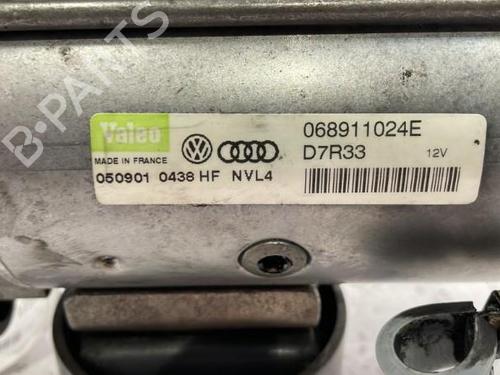 B-PARTS
Valeo
MADE IN FRANCE
068911024E
D7R33 12V
050901 0438 HF NVL4